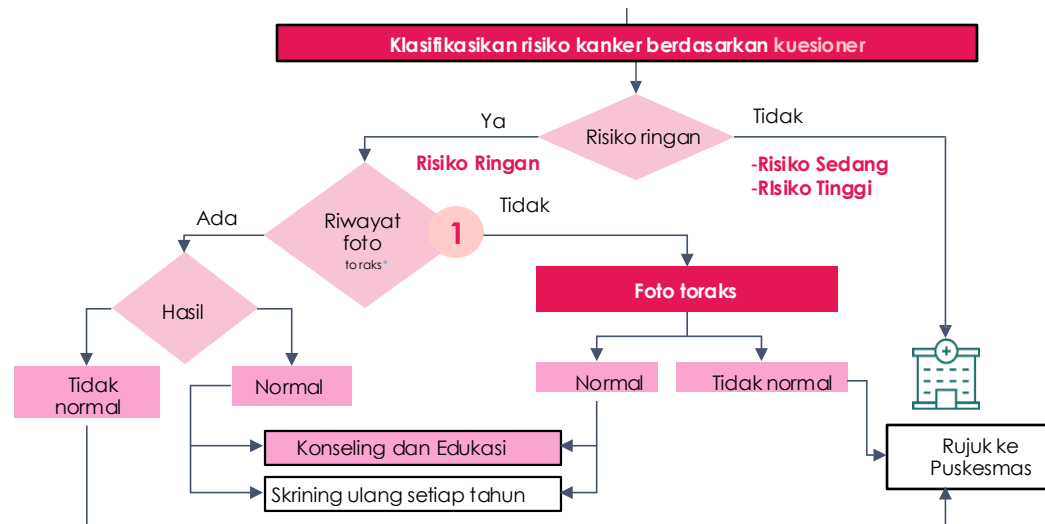 Klasifikasikan risiko kanker berdasarkan kuesioner
Ya
Risiko ringan
Tidak
Risiko Ringan
-Risiko Sedang
-RIsiko Tinggi
Ada
Riwayat
foto
to raks*
1
Tidak
Hasil
Foto toraks
Tidak
normal
Normal
Normal
Tidak normal
Konseling dan Edukasi
Skrining ulang setiap tahun
Rujuk ke
Puskesmas